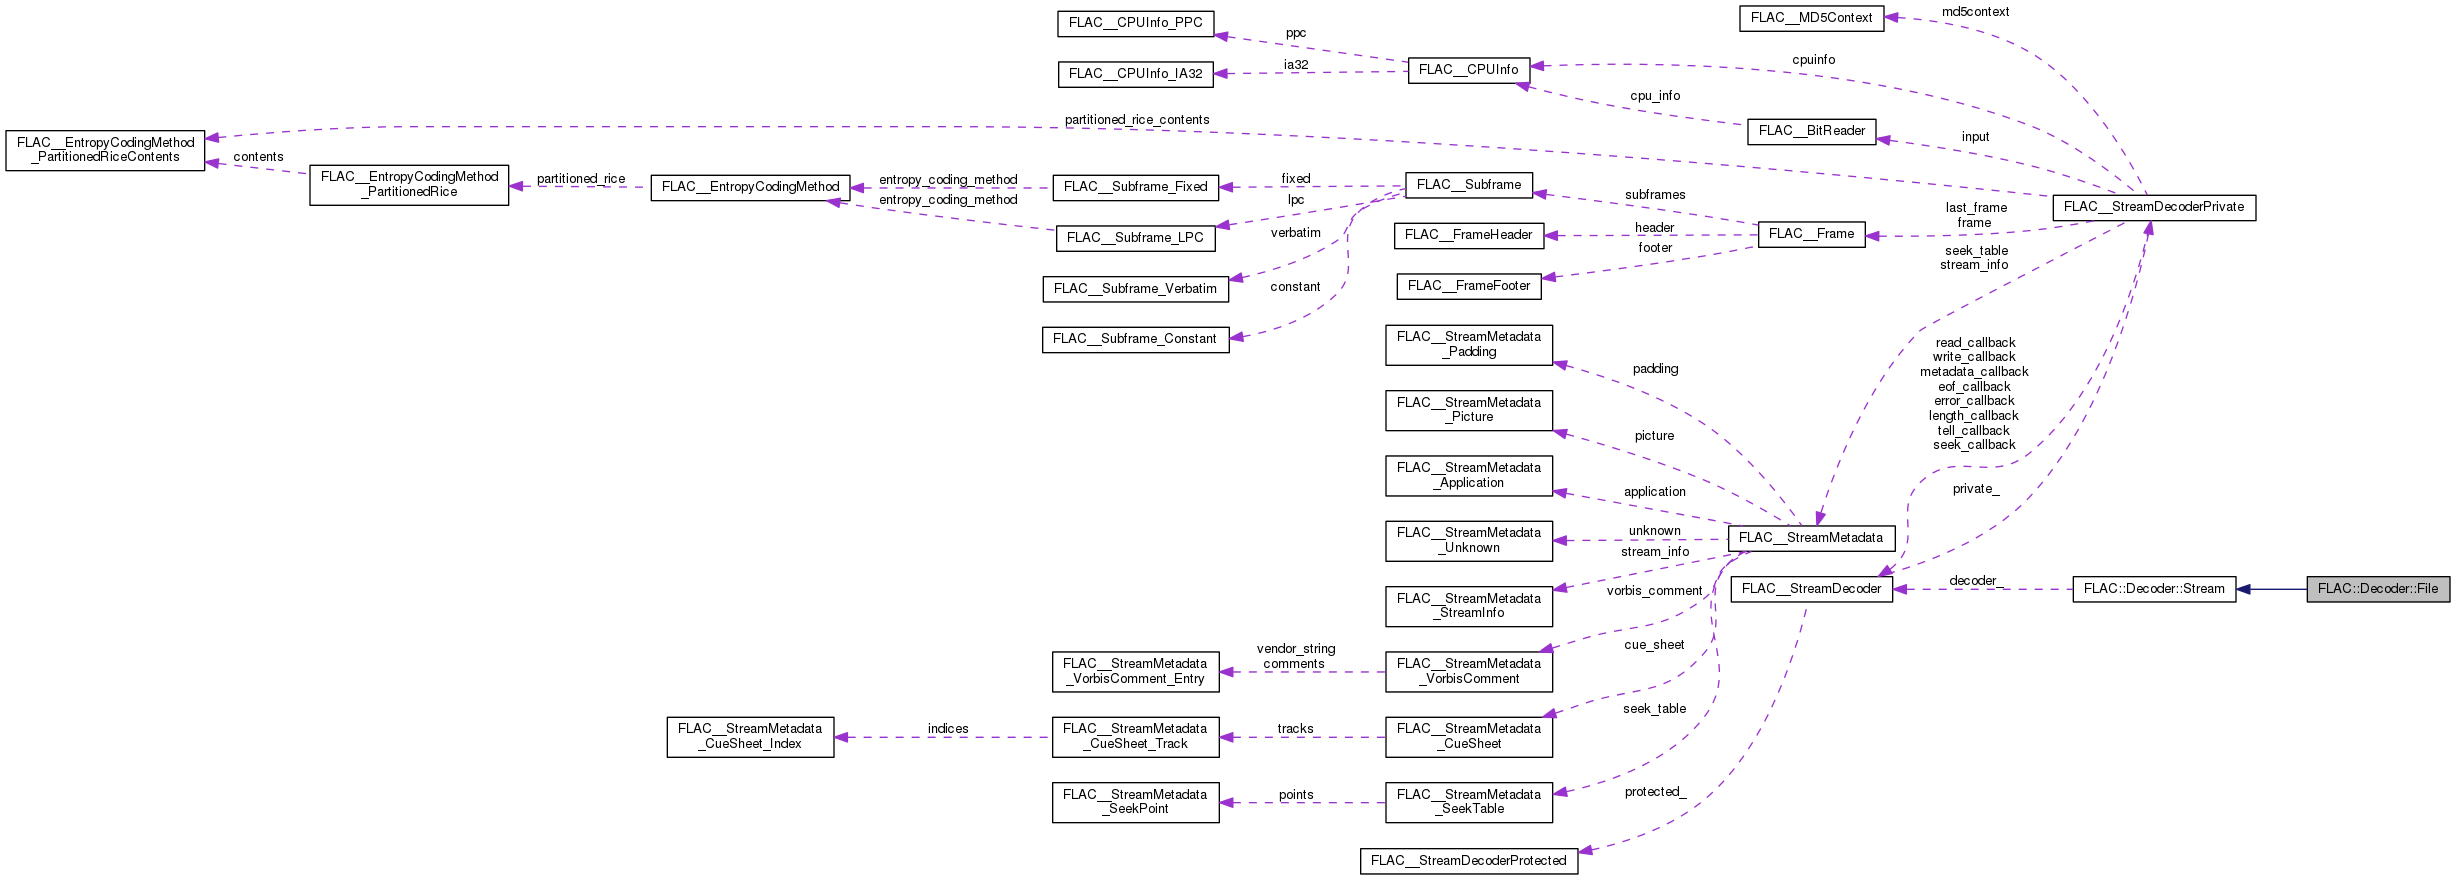 FLAC__CPUInfo_PPC
FLAC__MD5Context
md5context
ppc
cpuinfo
FLAC__CPUInfo_IA32
ia32
FLAC__CPUInfo
cpu_info
FLAC__BitReader
input
partitioned_rice_contents
FLAC__EntropyCodingMethod
_PartitionedRiceContents
contents
FLAC__EntropyCodingMethod
_PartitionedRice
partitioned_rice
FLAC__EntropyCodingMethod
entropy_coding_method
entropy_coding_method
FLAC__Subframe_Fixed
fixed
FLAC__Subframe
subframes
lpc
FLAC__Subframe_LPC
verbatim
FLAC__FrameHeader
header
footer
FLAC__Frame
last_frame
frame
FLAC__StreamDecoderPrivate
seek_table
stream_info
FLAC__Subframe_Verbatim
constant
FLAC__FrameFooter
FLAC__Subframe_Constant
FLAC__StreamMetadata
_Padding
padding
read_callback
write_callback
metadata_callback
eof_callback
error_callback
length_callback
tell_callback
seek_callback
FLAC__StreamMetadata
_Picture
picture
FLAC__StreamMetadata
_Application
application
private_
FLAC__StreamMetadata
_Unknown
unknown
FLAC__StreamMetadata
stream_info
FLAC__StreamMetadata
_StreamInfo
vorbis_comment
FLAC__StreamDecoder
decoder_
FLAC::Decoder::Stream
FLAC::Decoder::File
FLAC__StreamMetadata
_VorbisComment_Entry
vendor_string
comments
FLAC__StreamMetadata
_VorbisComment
cue_sheet
FLAC__StreamMetadata
_CueSheet_Index
indices
FLAC__StreamMetadata
_CueSheet_Track
tracks
FLAC__StreamMetadata
_CueSheet
seek_table
FLAC__StreamMetadata
_SeekPoint
points
FLAC__StreamMetadata
_SeekTable
protected_
FLAC__StreamDecoderProtected